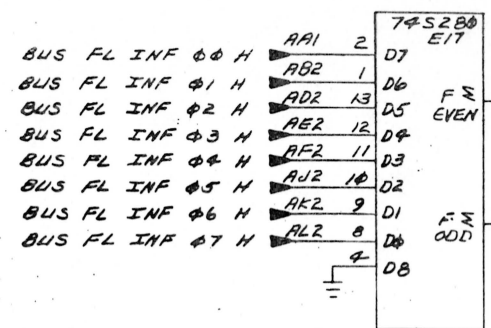 74S280
E17
BUS FL INF φφ H AA1 2 D7
BUS FL INF φ1 H AB2 1 D6
BUS FL INF φ2 H AD2 13 D5
BUS FL INF φ3 H AE2 12 D4
BUS FL INF φ4 H AF2 11 D3
BUS FL INF φ5 H AJ2 1φ D2
BUS FL INF φ6 H AK2 9 D1
BUS FL INF φ7 H AL2 8 Dφ
4 D8
EVEN
ODD